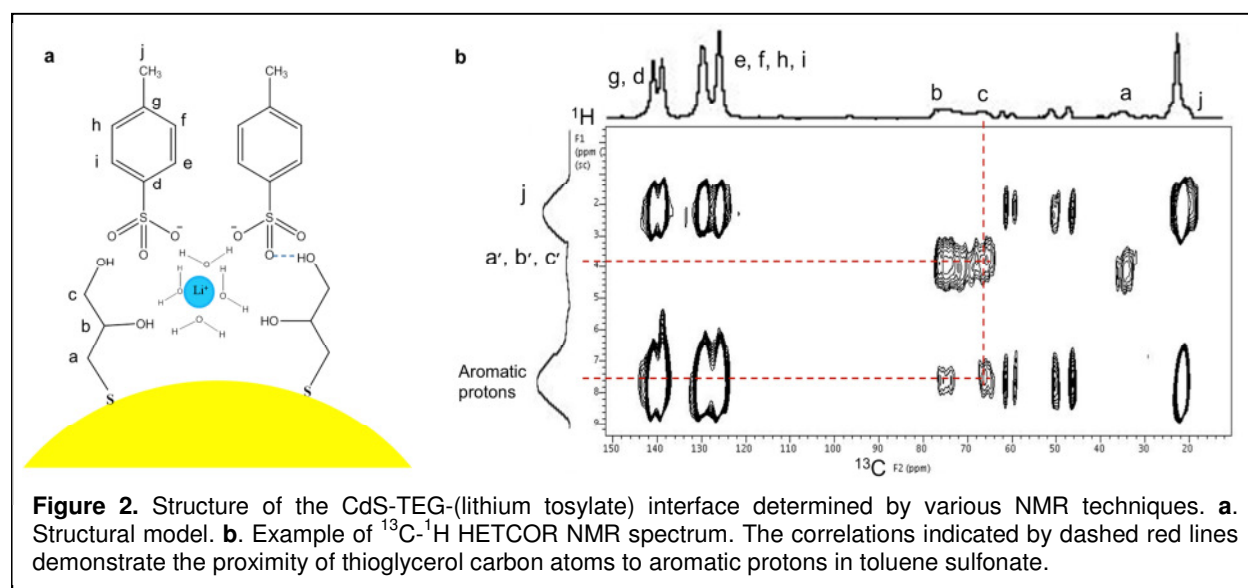 a
j
CH₃
g
h
f
i
e
d
S
O
O⁻
O
S
⁻O
O
O
HO
OH
H
H
H
H
O
H
O
Li⁺
O
H
H
H
O
H
c
b
OH
HO
a
S
S
b
g, d
e, f, h, i
b
c
a
j
¹H
F1
(ppm)
(sc)
j
a′, b′, c′
Aromatic
protons
2
3
4
5
6
7
8
9
150 140 130 120 110 100 90 80 70 60 50 40 30 20
¹³C F2 (ppm)
Figure 2. Structure of the CdS-TEG-(lithium tosylate) interface determined by various NMR techniques. a.
Structural model. b. Example of ¹³C-¹H HETCOR NMR spectrum. The correlations indicated by dashed red lines
demonstrate the proximity of thioglycerol carbon atoms to aromatic protons in toluene sulfonate.